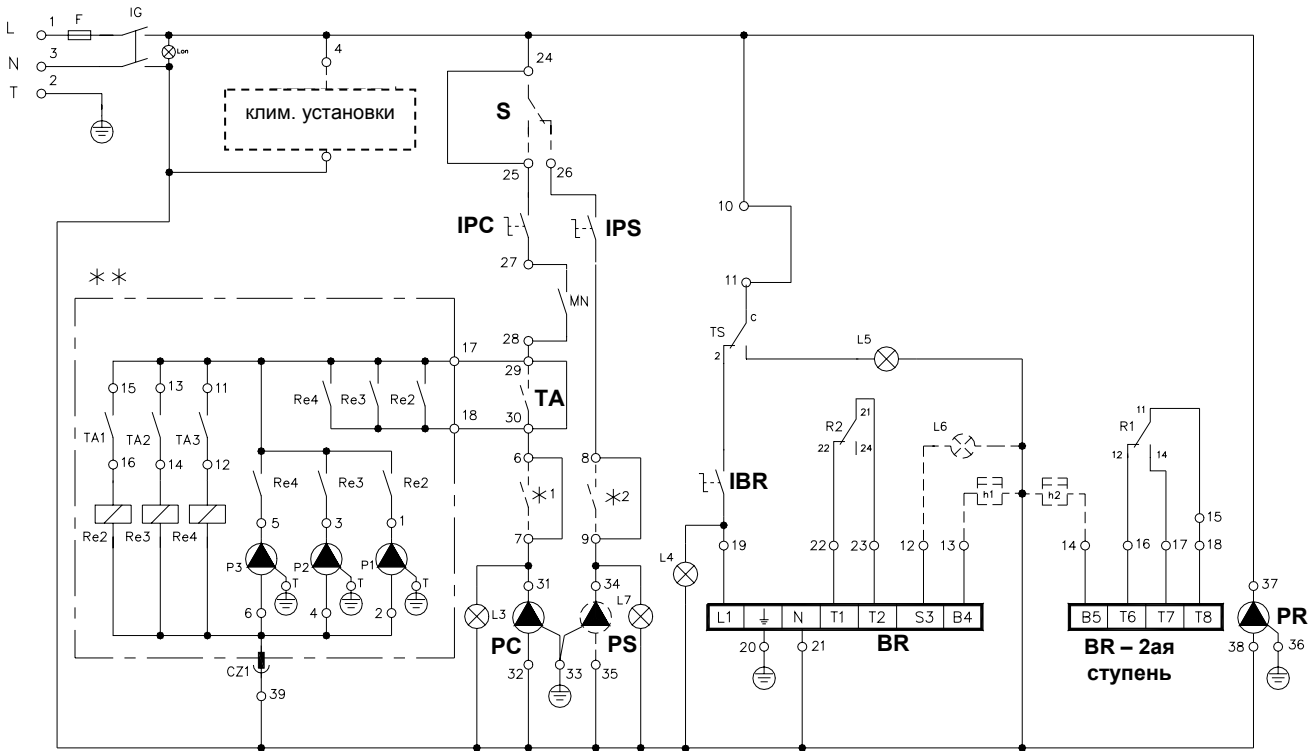 L 1 F IG
N 3 Lon
T 2
4
клим. установки
24
S
25 26
IPC IPS
27
MN
28
10
11
TS C
2
L5
**
17
29
TA
18
30
15 13 11
TA1 TA2 TA3
16 14 12
Re4 Re3 Re2
Re4 Re3 Re2
Re2 Re3 Re4
5 3 1
P3 P2 P1
T T T
6 4 2
CZ1
39
6 8
*1 *2
7 9
31 34
L3 L7
PC PS
32 33 35
IBR
L4
19
R2 21
22 24
L6
h1 h2
R1 11
12 14
15
22 23 12 13 14 16 17 18
L1 N T1 T2 S3 B4
BR
20 21
B5 T6 T7 T8
BR – 2ая
ступень
37
PR
38 36